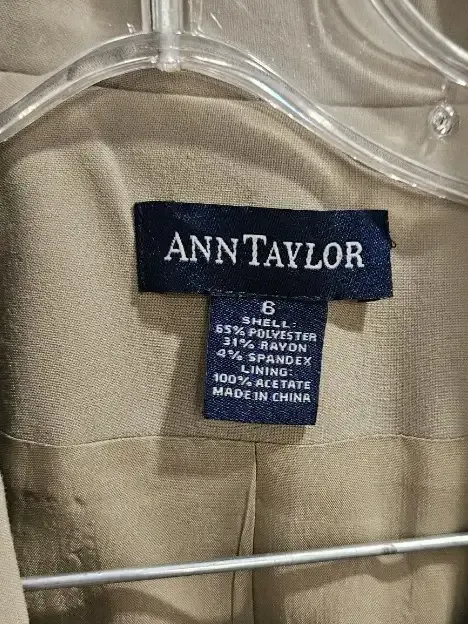 ANNTAYLOR
6
SHELL:
65% POLYESTER
31% RAYON
4% SPANDEX
LINING:
100% ACETATE
MADE IN CHINA